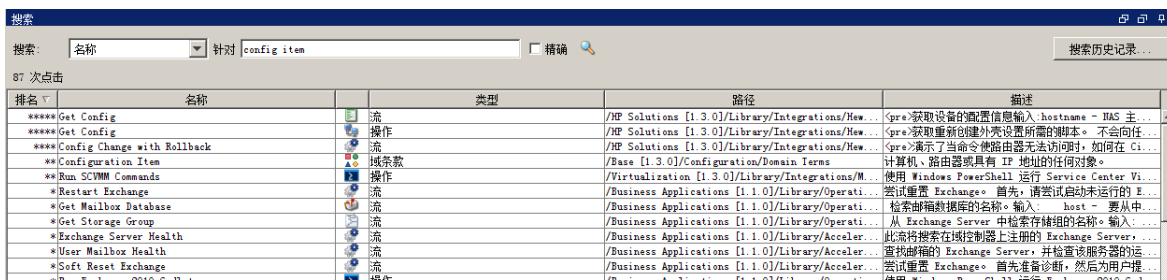 搜索
搜索: 名称 针对 config item 精确 搜索历史记录...
87 次点击
排名 名称 类型 路径 描述
***** Get Config 流 /HP Solutions [1.3.0]/Library/Integrations/Hew... <pre>获取设备的配置信息输入:hostname - NAS 主...
***** Get Config 操作 /HP Solutions [1.3.0]/Library/Integrations/Hew... <pre>获取重新创建外壳设置所需的脚本。 不会向任...
**** Config Change with Rollback 流 /HP Solutions [1.3.0]/Library/Integrations/Hew... <pre>演示了当命令使路由器无法访问时，如何在 Ci...
** Configuration Item 域条款 /Base [1.3.0]/Configuration/Domain Terms 计算机、路由器或具有 IP 地址的任何对象。
** Run SCVMM Commands 操作 /Virtualization [1.3.0]/Library/Integrations/M... 使用 Windows PowerShell 运行 Service Center Vi...
* Restart Exchange 流 /Business Applications [1.1.0]/Library/Operati... 尝试重置 Exchange。 首先，请尝试启动未运行的 E...
* Get Mailbox Database 流 /Business Applications [1.1.0]/Library/Operati... 检索邮箱数据库的名称。输入: host - 要从中...
* Get Storage Group 流 /Business Applications [1.1.0]/Library/Operati... 从 Exchange Server 中检索存储组的名称。输入: ...
* Exchange Server Health 流 /Business Applications [1.1.0]/Library/Acceler... 此流将搜索在域控制器上注册的 Exchange Server，...
* User Mailbox Health 流 /Business Applications [1.1.0]/Library/Acceler... 查找邮箱的 Exchange Server，并检查该服务器的运...
* Soft Reset Exchange 流 /Business Applications [1.1.0]/Library/Acceler... 尝试重置 Exchange。 首先准备诊断，然后为用户提...